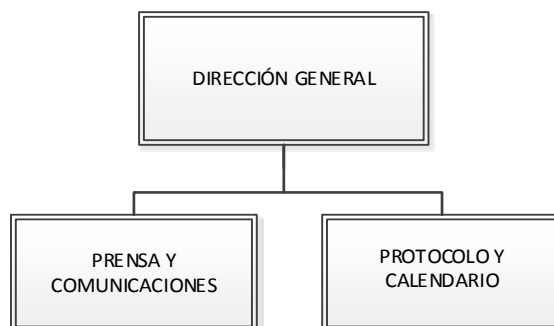 DIRECCIÓN GENERAL
PRENSA Y
COMUNICACIONES
PROTOCOLO Y
CALENDARIO